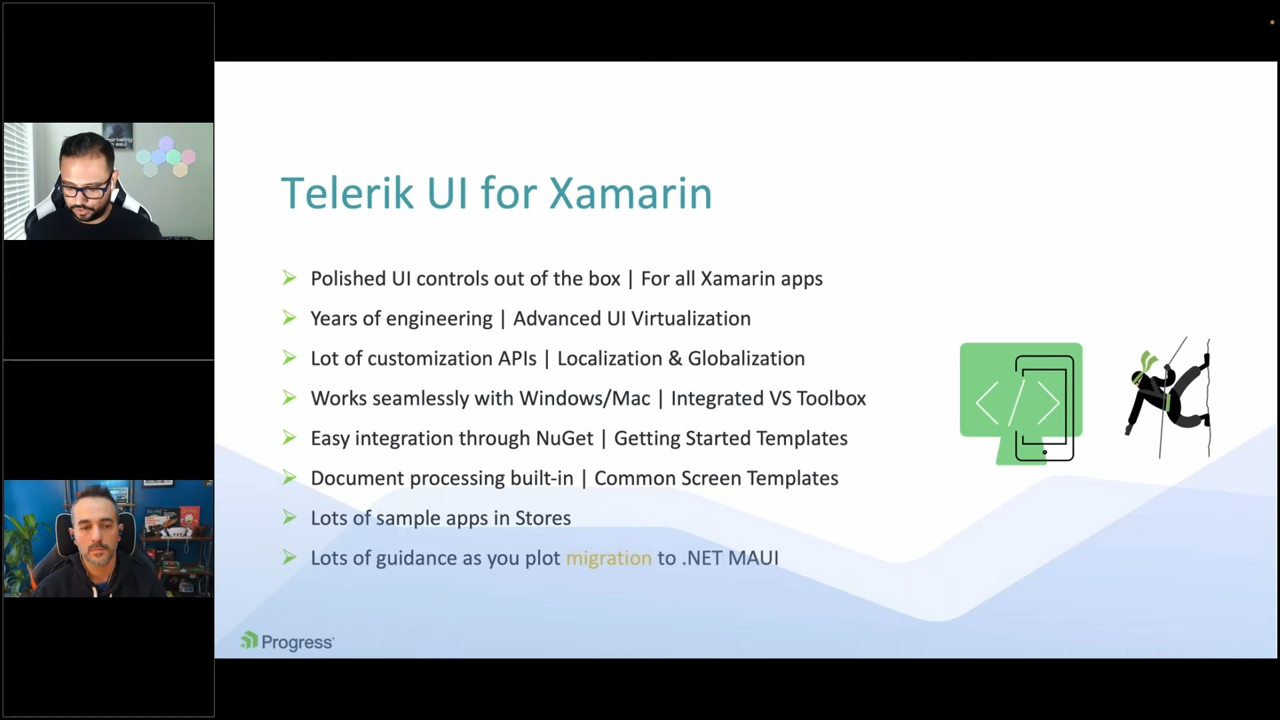 Telerik UI for Xamarin
Polished UI controls out of the box | For all Xamarin apps
Years of engineering | Advanced UI Virtualization
Lot of customization APIs | Localization & Globalization
Works seamlessly with Windows/Mac | Integrated VS Toolbox
Easy integration through NuGet | Getting Started Templates
Document processing built-in | Common Screen Templates
Lots of sample apps in Stores
Lots of guidance as you plot migration to .NET MAUI
Progress